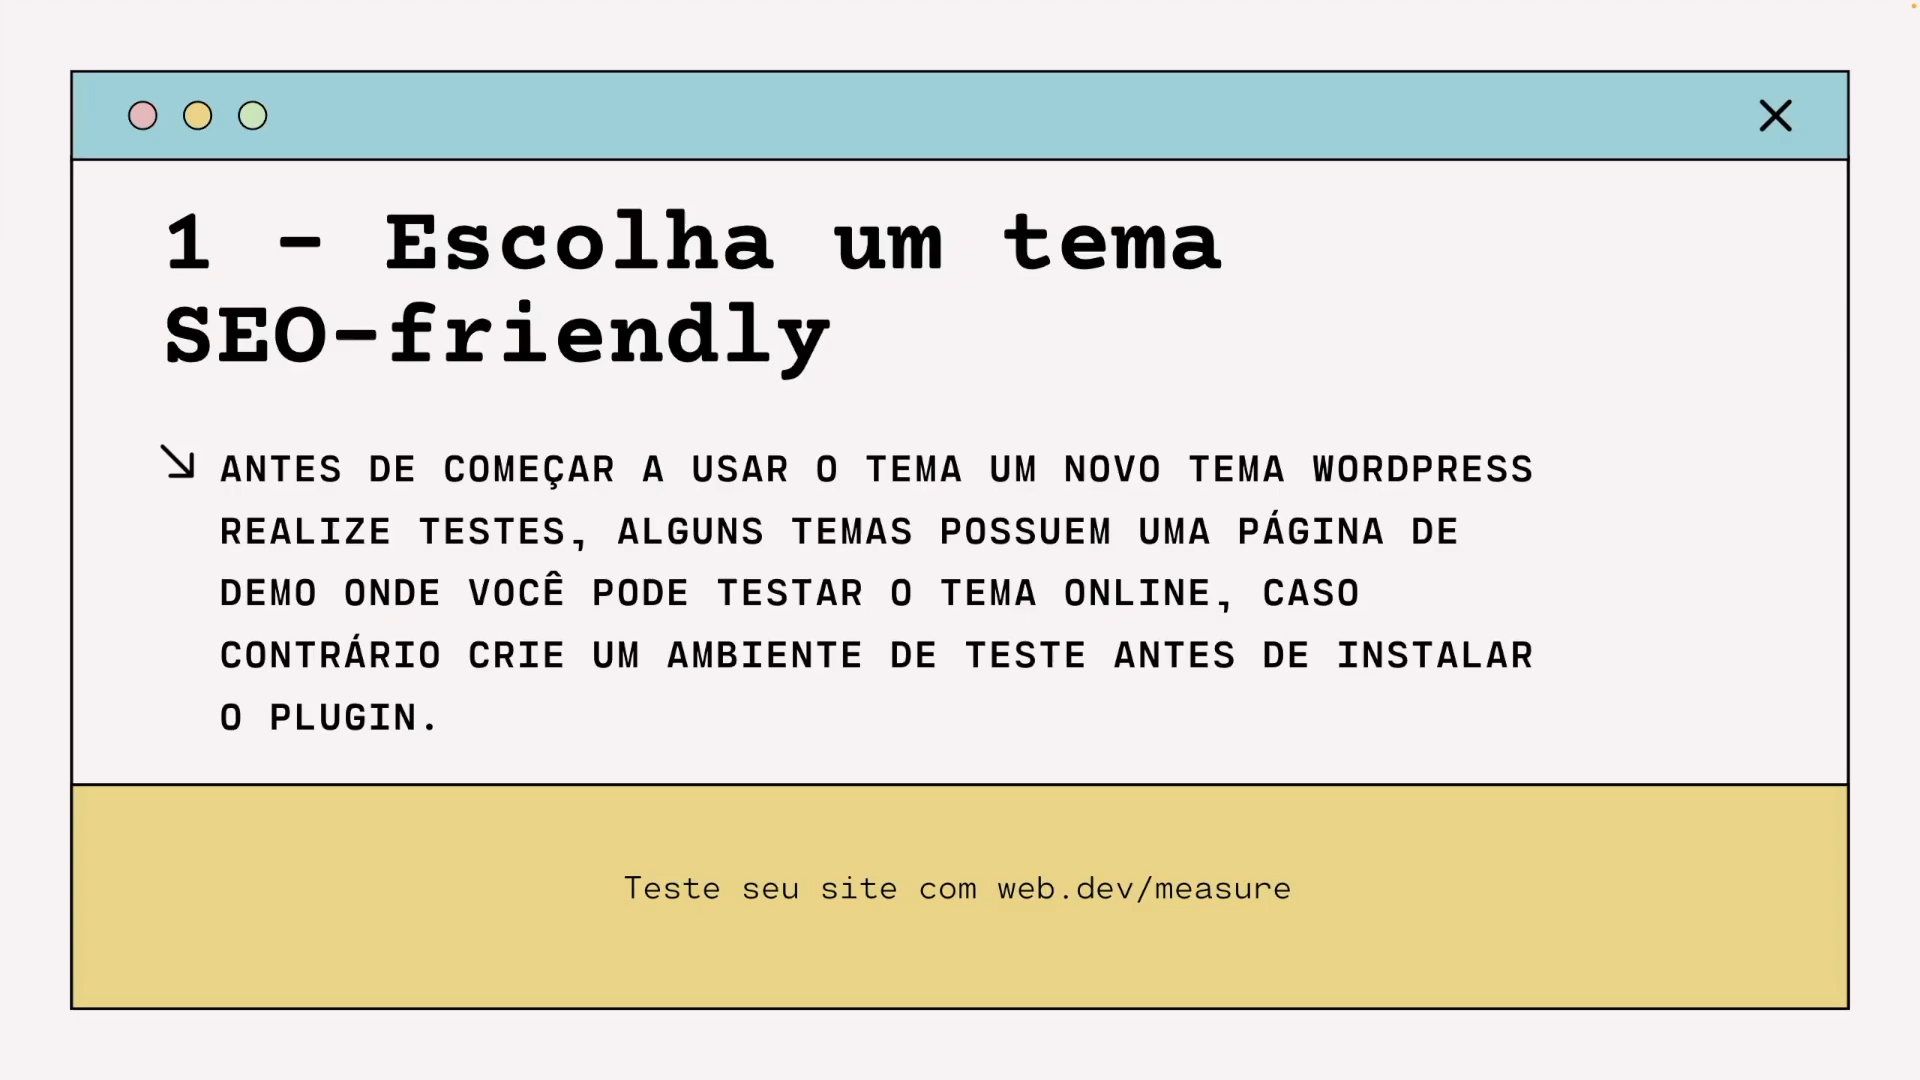 1 - Escolha um tema
SEO-friendly
ANTES DE COMEÇAR A USAR O TEMA UM NOVO TEMA WORDPRESS
REALIZE TESTES, ALGUNS TEMAS POSSUEM UMA PÁGINA DE
DEMO ONDE VOCÊ PODE TESTAR O TEMA ONLINE, CASO
CONTRÁRIO CRIE UM AMBIENTE DE TESTE ANTES DE INSTALAR
O PLUGIN.
Teste seu site com web.dev/measure